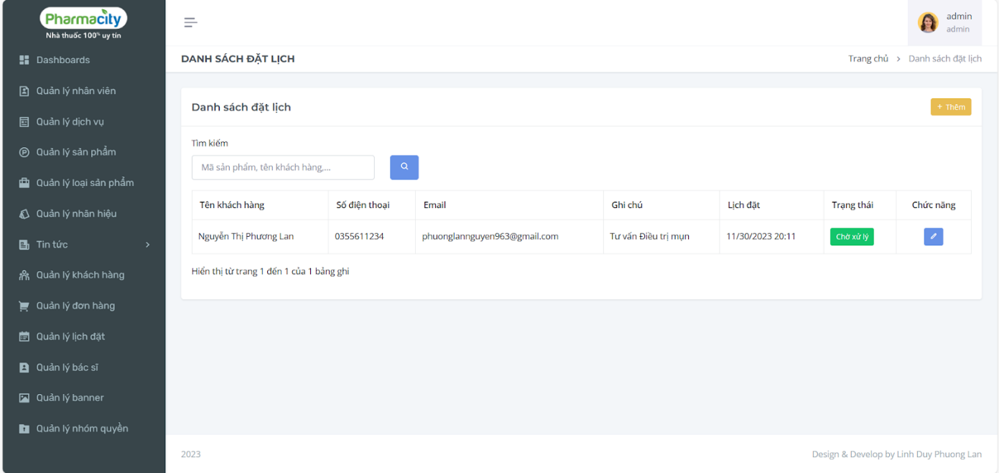 Pharmacity
Nhà thuốc 100% uy tín
admin
admin
DANH SÁCH ĐẶT LỊCH
Trang chủ > Danh sách đặt lịch
Dashboards
Quản lý nhân viên
Quản lý dịch vụ
Quản lý sản phẩm
Quản lý loại sản phẩm
Quản lý nhãn hiệu
Tin tức
Quản lý khách hàng
Quản lý đơn hàng
Quản lý lịch đặt
Quản lý bác sĩ
Quản lý banner
Quản lý nhóm quyền
Danh sách đặt lịch
+ Thêm
Tìm kiếm
Mã sản phẩm, tên khách hàng,...
Tên khách hàng Số điện thoại Email Ghi chú Lịch đặt Trạng thái Chức năng
Nguyễn Thị Phương Lan 0355611234 phuonglannguyen963@gmail.com Tư vấn Điều trị mụn 11/30/2023 20:11 Chờ xử lý
Hiển thị từ trang 1 đến 1 của 1 bảng ghi
2023
Design & Develop by Linh Duy Phuong Lan